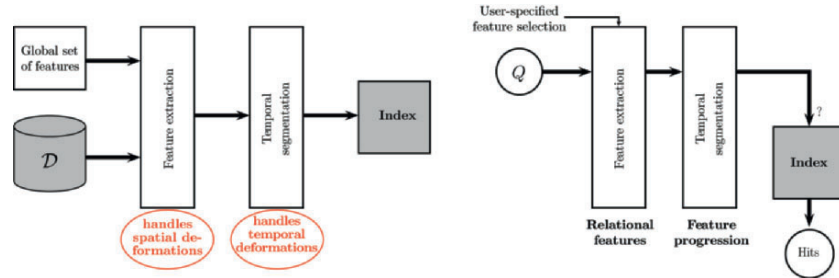 Global set
of features
D
Feature extraction
Temporal
segmentation
Index
handles
spatial de-
formations
handles
temporal
deformations
User-specified
feature selection
Q
Feature extraction
Temporal
segmentation
?
Index
Relational
features
Feature
progression
Hits